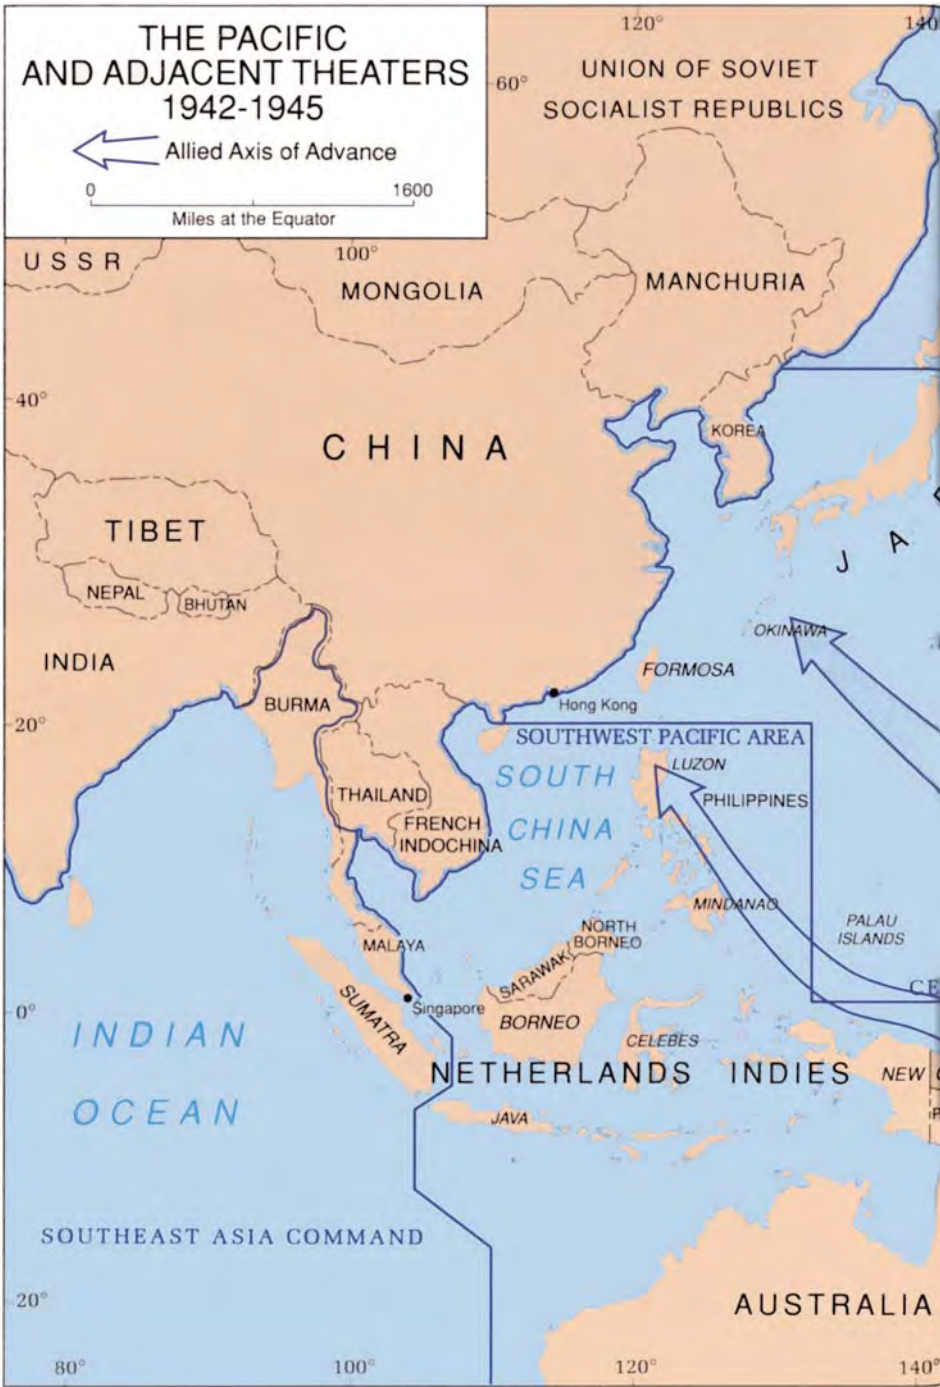 THE PACIFIC
AND ADJACENT THEATERS
1942-1945
Allied Axis of Advance
0 1600
Miles at the Equator
120° 140°
60°
UNION OF SOVIET
SOCIALIST REPUBLICS
USSR
100°
MONGOLIA
MANCHURIA
40°
CHINA
KOREA
TIBET
J A
NEPAL
BHUTAN
OKINAWA
INDIA
FORMOSA
BURMA
Hong Kong
20°
SOUTHWEST PACIFIC AREA
LUZON
SOUTH
CHINA
SEA
THAILAND
PHILIPPINES
FRENCH
INDOCHINA
MINDANAO
PALAU
ISLANDS
NORTH
BORNEO
MALAYA
SARAWAK
CE
0°
Singapore
SUMATRA
BORNEO
INDIAN
OCEAN
CELEBES
NETHERLANDS INDIES
NEW
JAVA
SOUTHEAST ASIA COMMAND
20°
AUSTRALIA
80° 100° 120° 140°